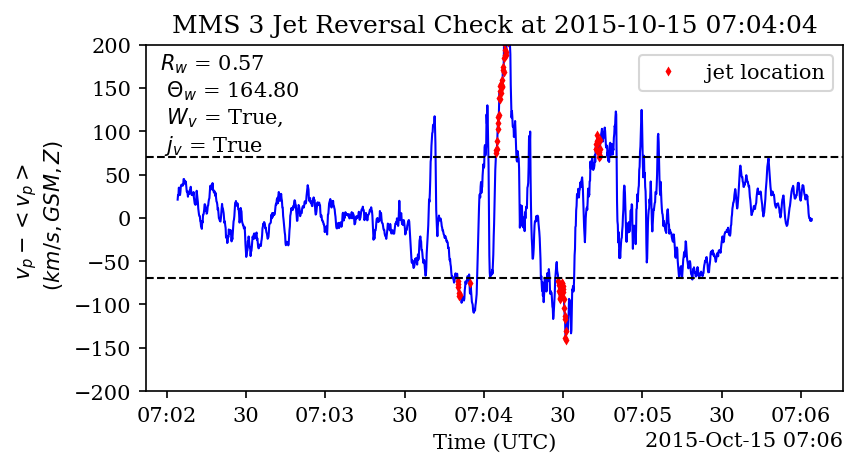 MMS 3 Jet Reversal Check at 2015-10-15 07:04:04
R_w = 0.57
Θ_w = 164.80
W_v = True,
j_v = True
jet location
v_p − < v_p >
(km/s, GSM, Z)
200
150
100
50
0
−50
−100
−150
−200
07:02 30 07:03 30 07:04 30 07:05 30 07:06
Time (UTC)
2015-Oct-15 07:06